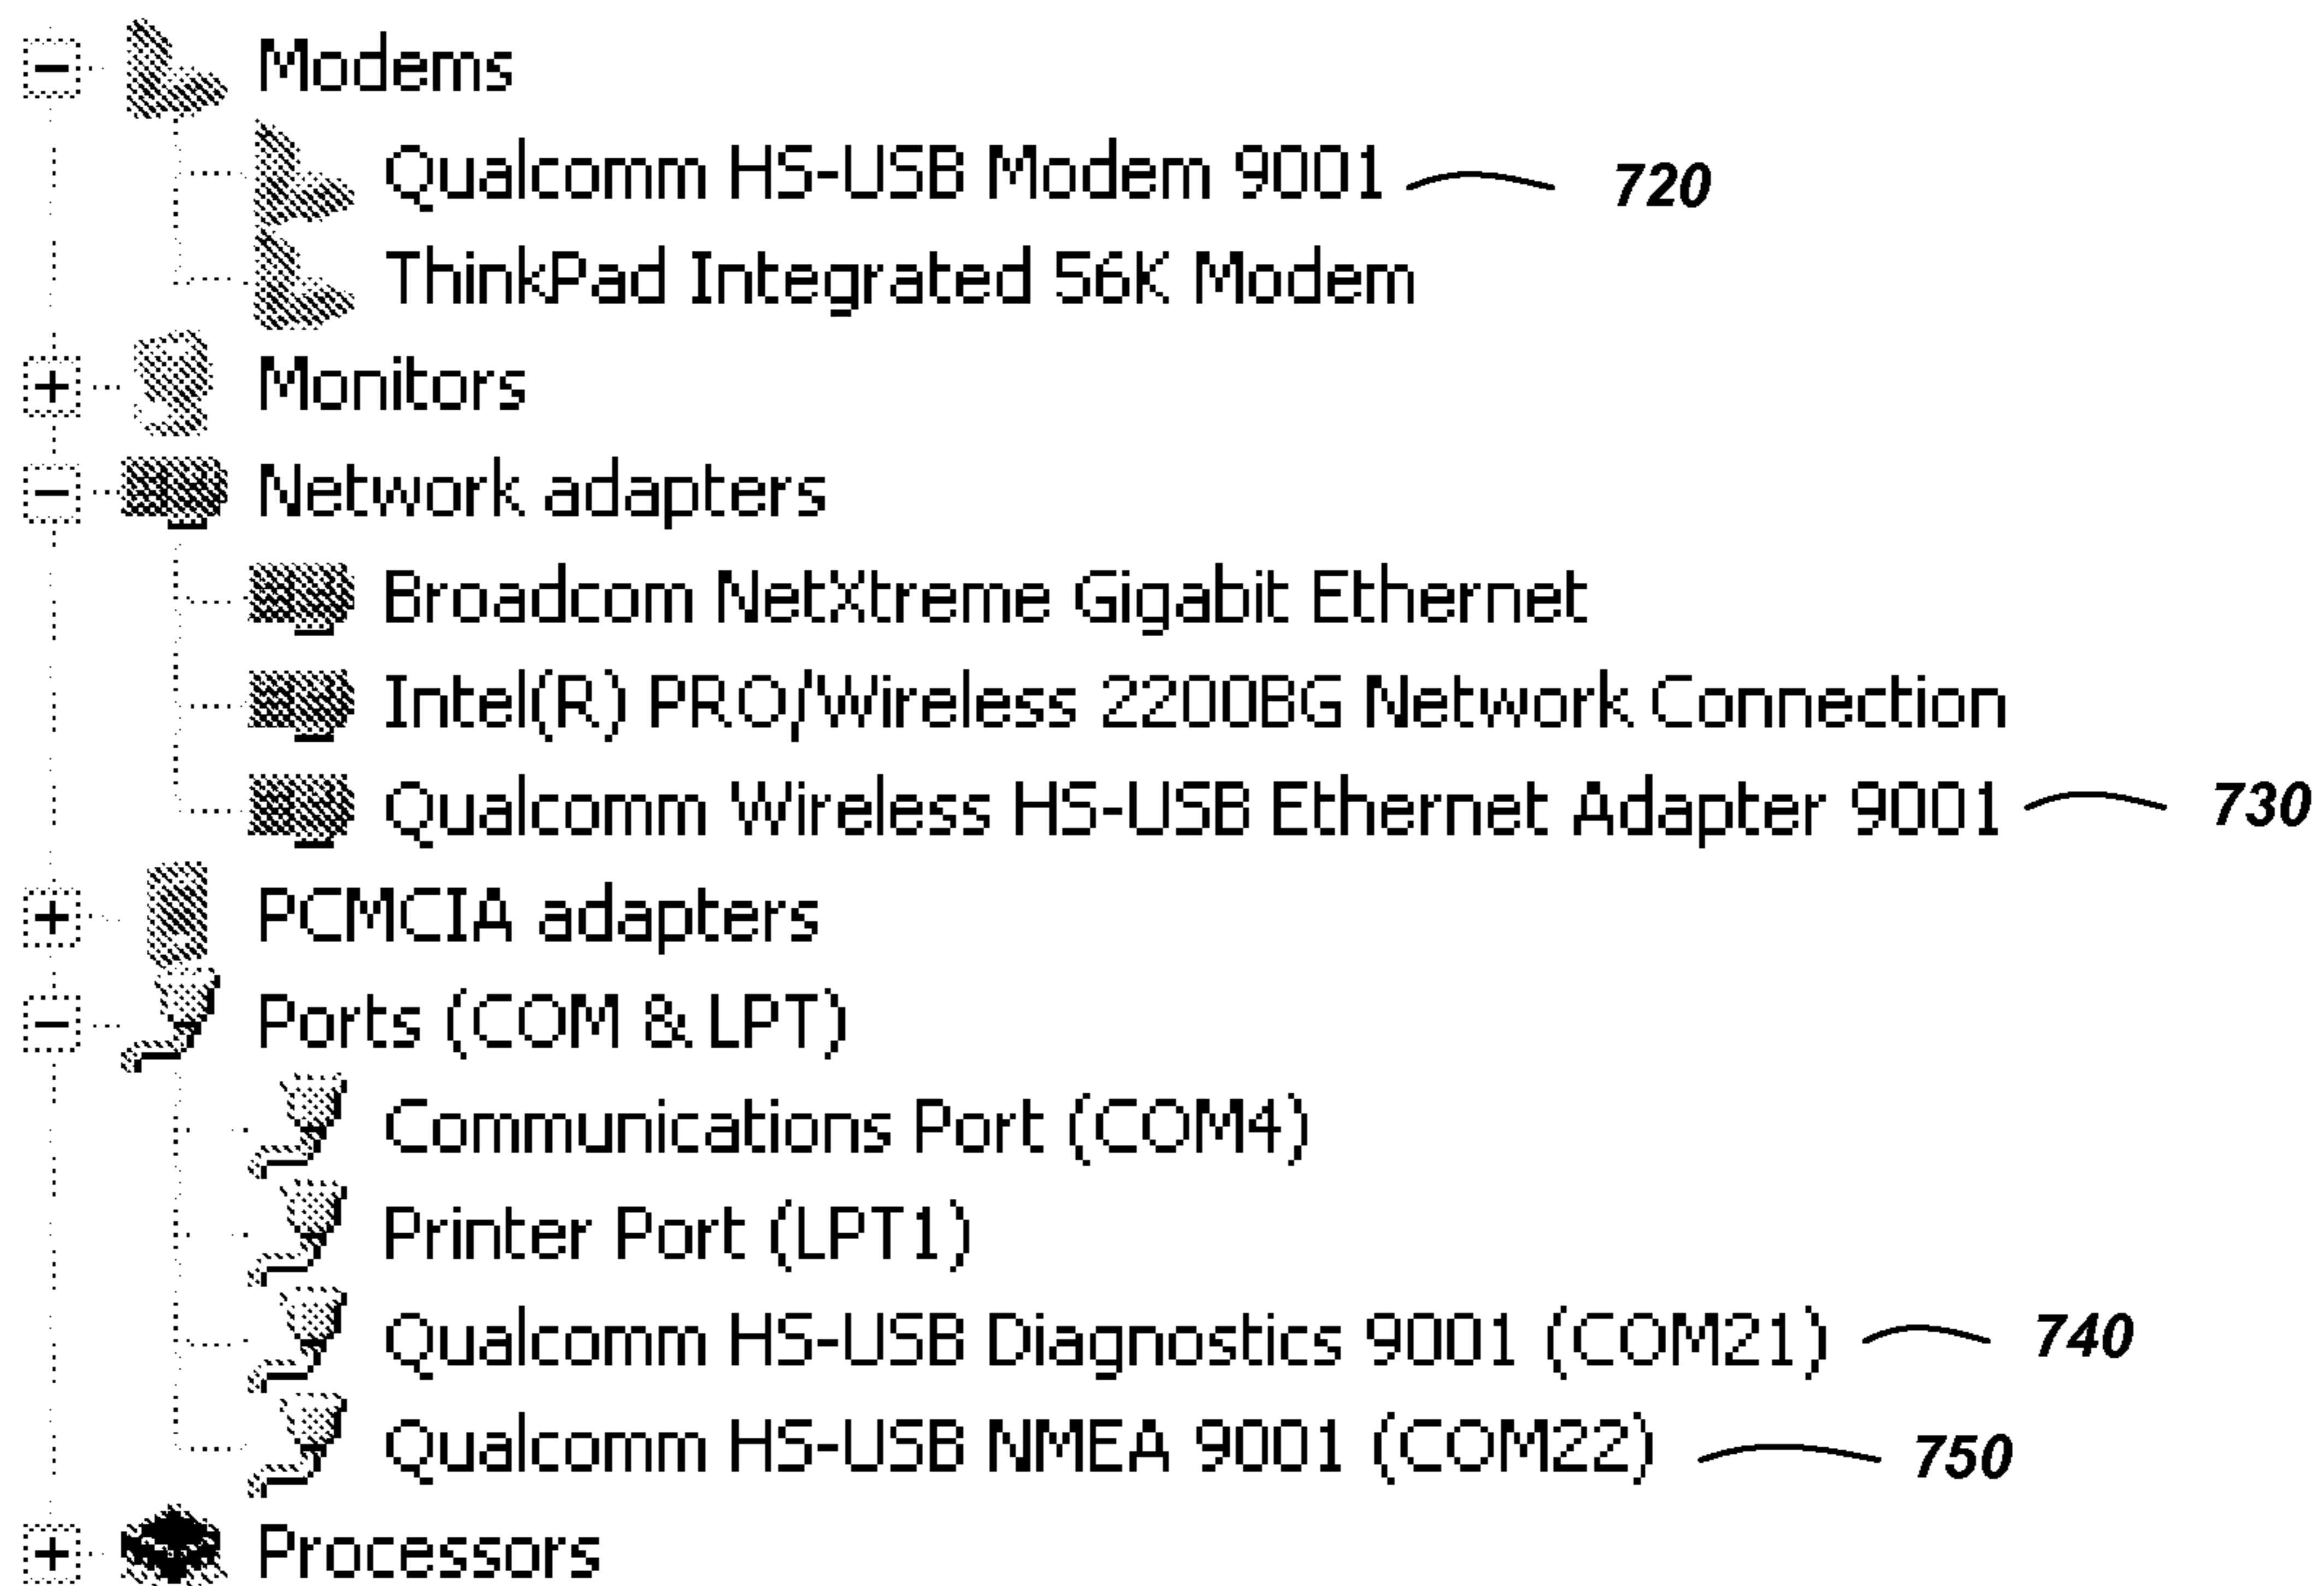 Modems
Qualcomm HS-USB Modem 9001 720
ThinkPad Integrated 56K Modem
Monitors
Network adapters
Broadcom NetXtreme Gigabit Ethernet
Intel(R) PRO/Wireless 2200BG Network Connection
Qualcomm Wireless HS-USB Ethernet Adapter 9001 730
PCMCIA adapters
Ports (COM & LPT)
Communications Port (COM4)
Printer Port (LPT1)
Qualcomm HS-USB Diagnostics 9001 (COM21) 740
Qualcomm HS-USB NMEA 9001 (COM22) 750
Processors